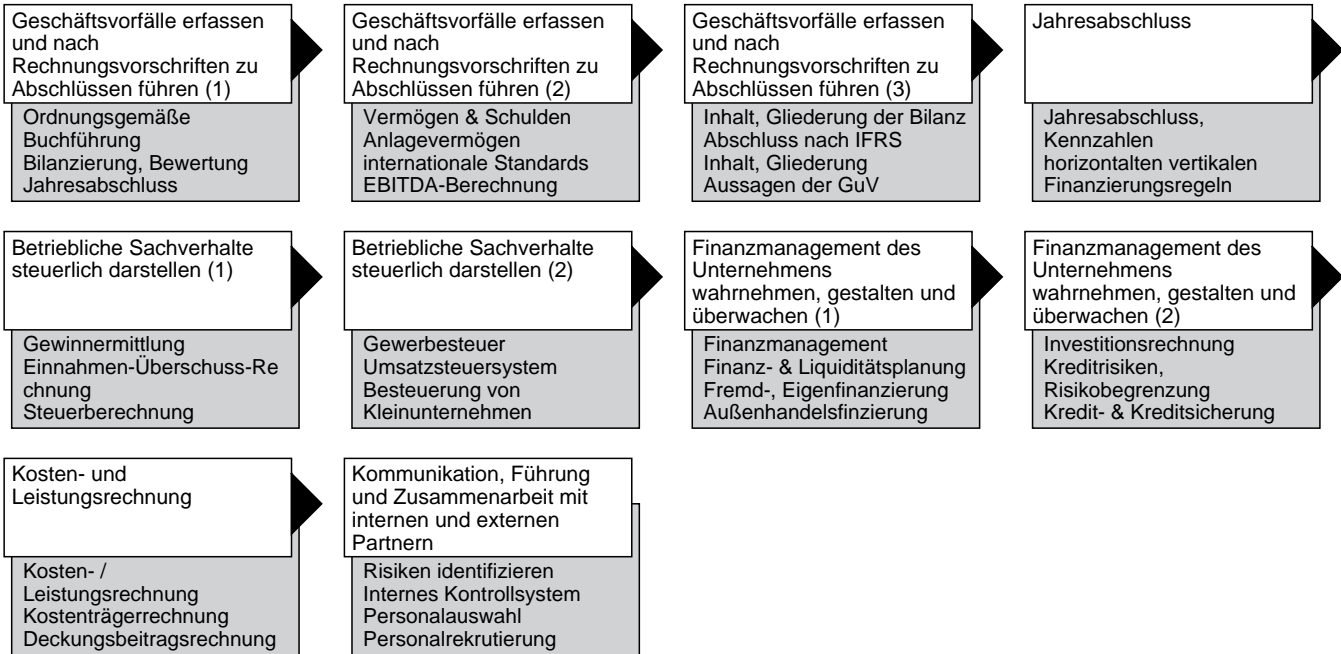 Geschäftsvorfälle erfassen
und nach
Rechnungsvorschriften zu
Abschlüssen führen (1)
Ordnungsgemäße
Buchführung
Bilanzierung, Bewertung
Jahresabschluss
Geschäftsvorfälle erfassen
und nach
Rechnungsvorschriften zu
Abschlüssen führen (2)
Vermögen & Schulden
Anlagevermögen
internationale Standards
EBITDA-Berechnung
Geschäftsvorfälle erfassen
und nach
Rechnungsvorschriften zu
Abschlüssen führen (3)
Inhalt, Gliederung der Bilanz
Abschluss nach IFRS
Inhalt, Gliederung
Aussagen der GuV
Jahresabschluss
Jahresabschluss,
Kennzahlen
horizontalen vertikalen
Finanzierungsregeln
Betriebliche Sachverhalte
steuerlich darstellen (1)
Gewinnermittlung
Einnahmen-Überschuss-Re
chnung
Steuerberechnung
Betriebliche Sachverhalte
steuerlich darstellen (2)
Gewerbesteuer
Umsatzsteuersystem
Besteuerung von
Kleinunternehmen
Finanzmanagement des
Unternehmens
wahrnehmen, gestalten und
überwachen (1)
Finanzmanagement
Finanz- & Liquiditätsplanung
Fremd-, Eigenfinanzierung
Außenhandelsfinzierung
Finanzmanagement des
Unternehmens
wahrnehmen, gestalten und
überwachen (2)
Investitionsrechnung
Kreditrisiken,
Risikobegrenzung
Kredit- & Kreditsicherung
Kosten- und
Leistungsrechnung
Kosten- /
Leistungsrechnung
Kostenträgerrechnung
Deckungsbeitragsrechnung
Kommunikation, Führung
und Zusammenarbeit mit
internen und externen
Partnern
Risiken identifizieren
Internes Kontrollsystem
Personalauswahl
Personalrekrutierung